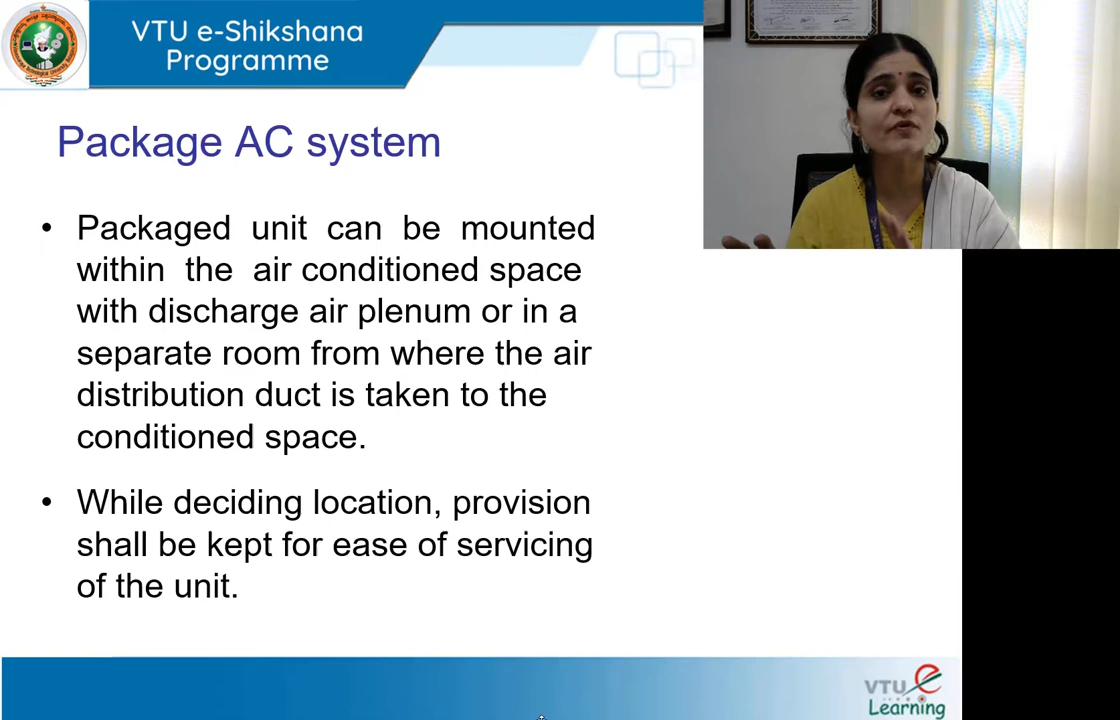 VTU e-Shikshana
Programme
Package AC system
• Packaged unit can be mounted
within the air conditioned space
with discharge air plenum or in a
separate room from where the air
distribution duct is taken to the
conditioned space.
• While deciding location, provision
shall be kept for ease of servicing
of the unit.
VTU e
Learning